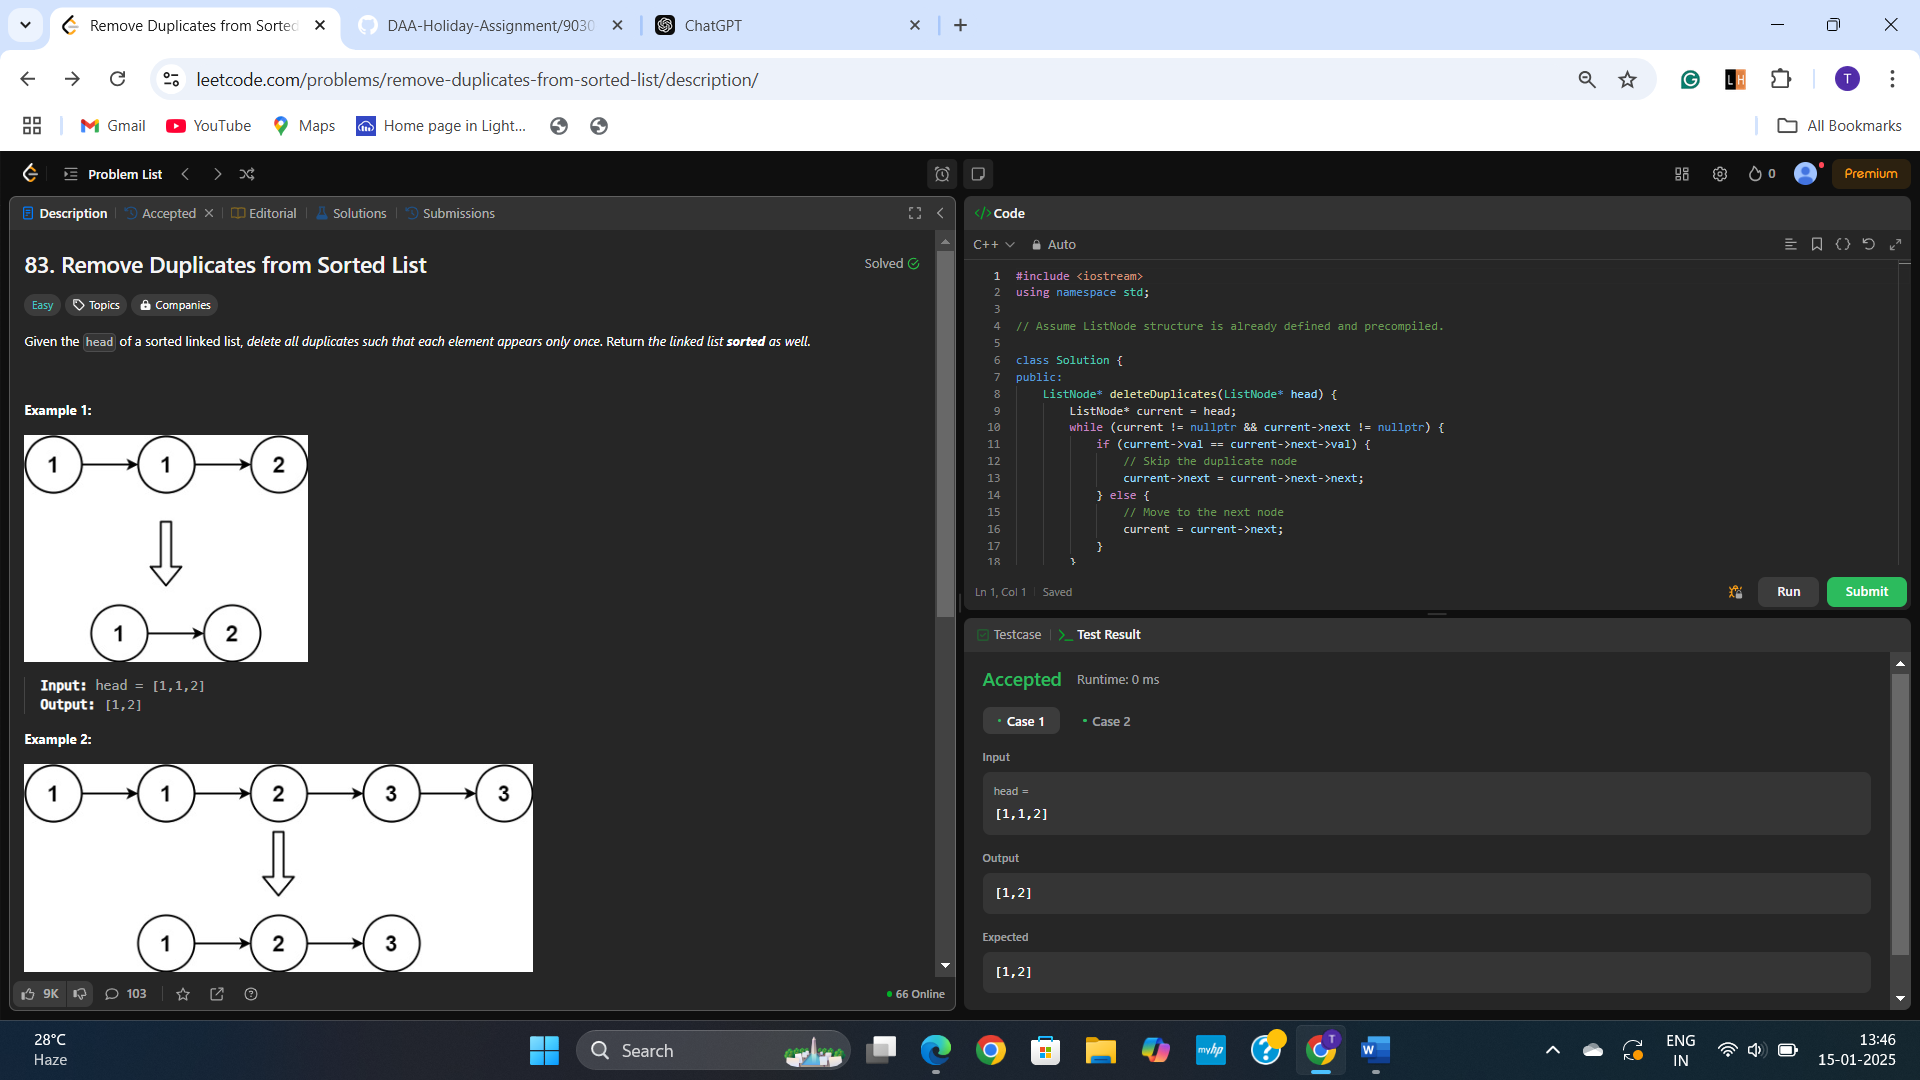 Remove Duplicates from Sorted
DAA-Holiday-Assignment/9030
ChatGPT
leetcode.com/problems/remove-duplicates-from-sorted-list/description/
LH
T
Gmail
YouTube
Maps
Home page in Light...
All Bookmarks
Problem List
0
Premium
Description
Accepted
Editorial
Solutions
Submissions
83. Remove Duplicates from Sorted List
Solved
Easy
Topics
Companies
Given the head of a sorted linked list, delete all duplicates such that each element appears only once. Return the linked list sorted as well.
Example 1:
1 1 2
1 2
Input: head = [1,1,2]
Output: [1,2]
Example 2:
1 1 2 3 3
1 2 3
9K
103
66 Online
</> Code
C++
Auto
1 #include <iostream>
2 using namespace std;
3
4 // Assume ListNode structure is already defined and precompiled.
5
6 class Solution {
7 public:
8 ListNode* deleteDuplicates(ListNode* head) {
9 ListNode* current = head;
10 while (current != nullptr && current->next != nullptr) {
11 if (current->val == current->next->val) {
12 // Skip the duplicate node
13 current->next = current->next->next;
14 } else {
15 // Move to the next node
16 current = current->next;
17 }
18 }
Ln 1, Col 1
Saved
Run
Submit
Testcase
Test Result
Accepted
Runtime: 0 ms
Case 1
Case 2
Input
head =
[1,1,2]
Output
[1,2]
Expected
[1,2]
28°C
Haze
Search
myhp
T
W
ENG
IN
13:46
15-01-2025